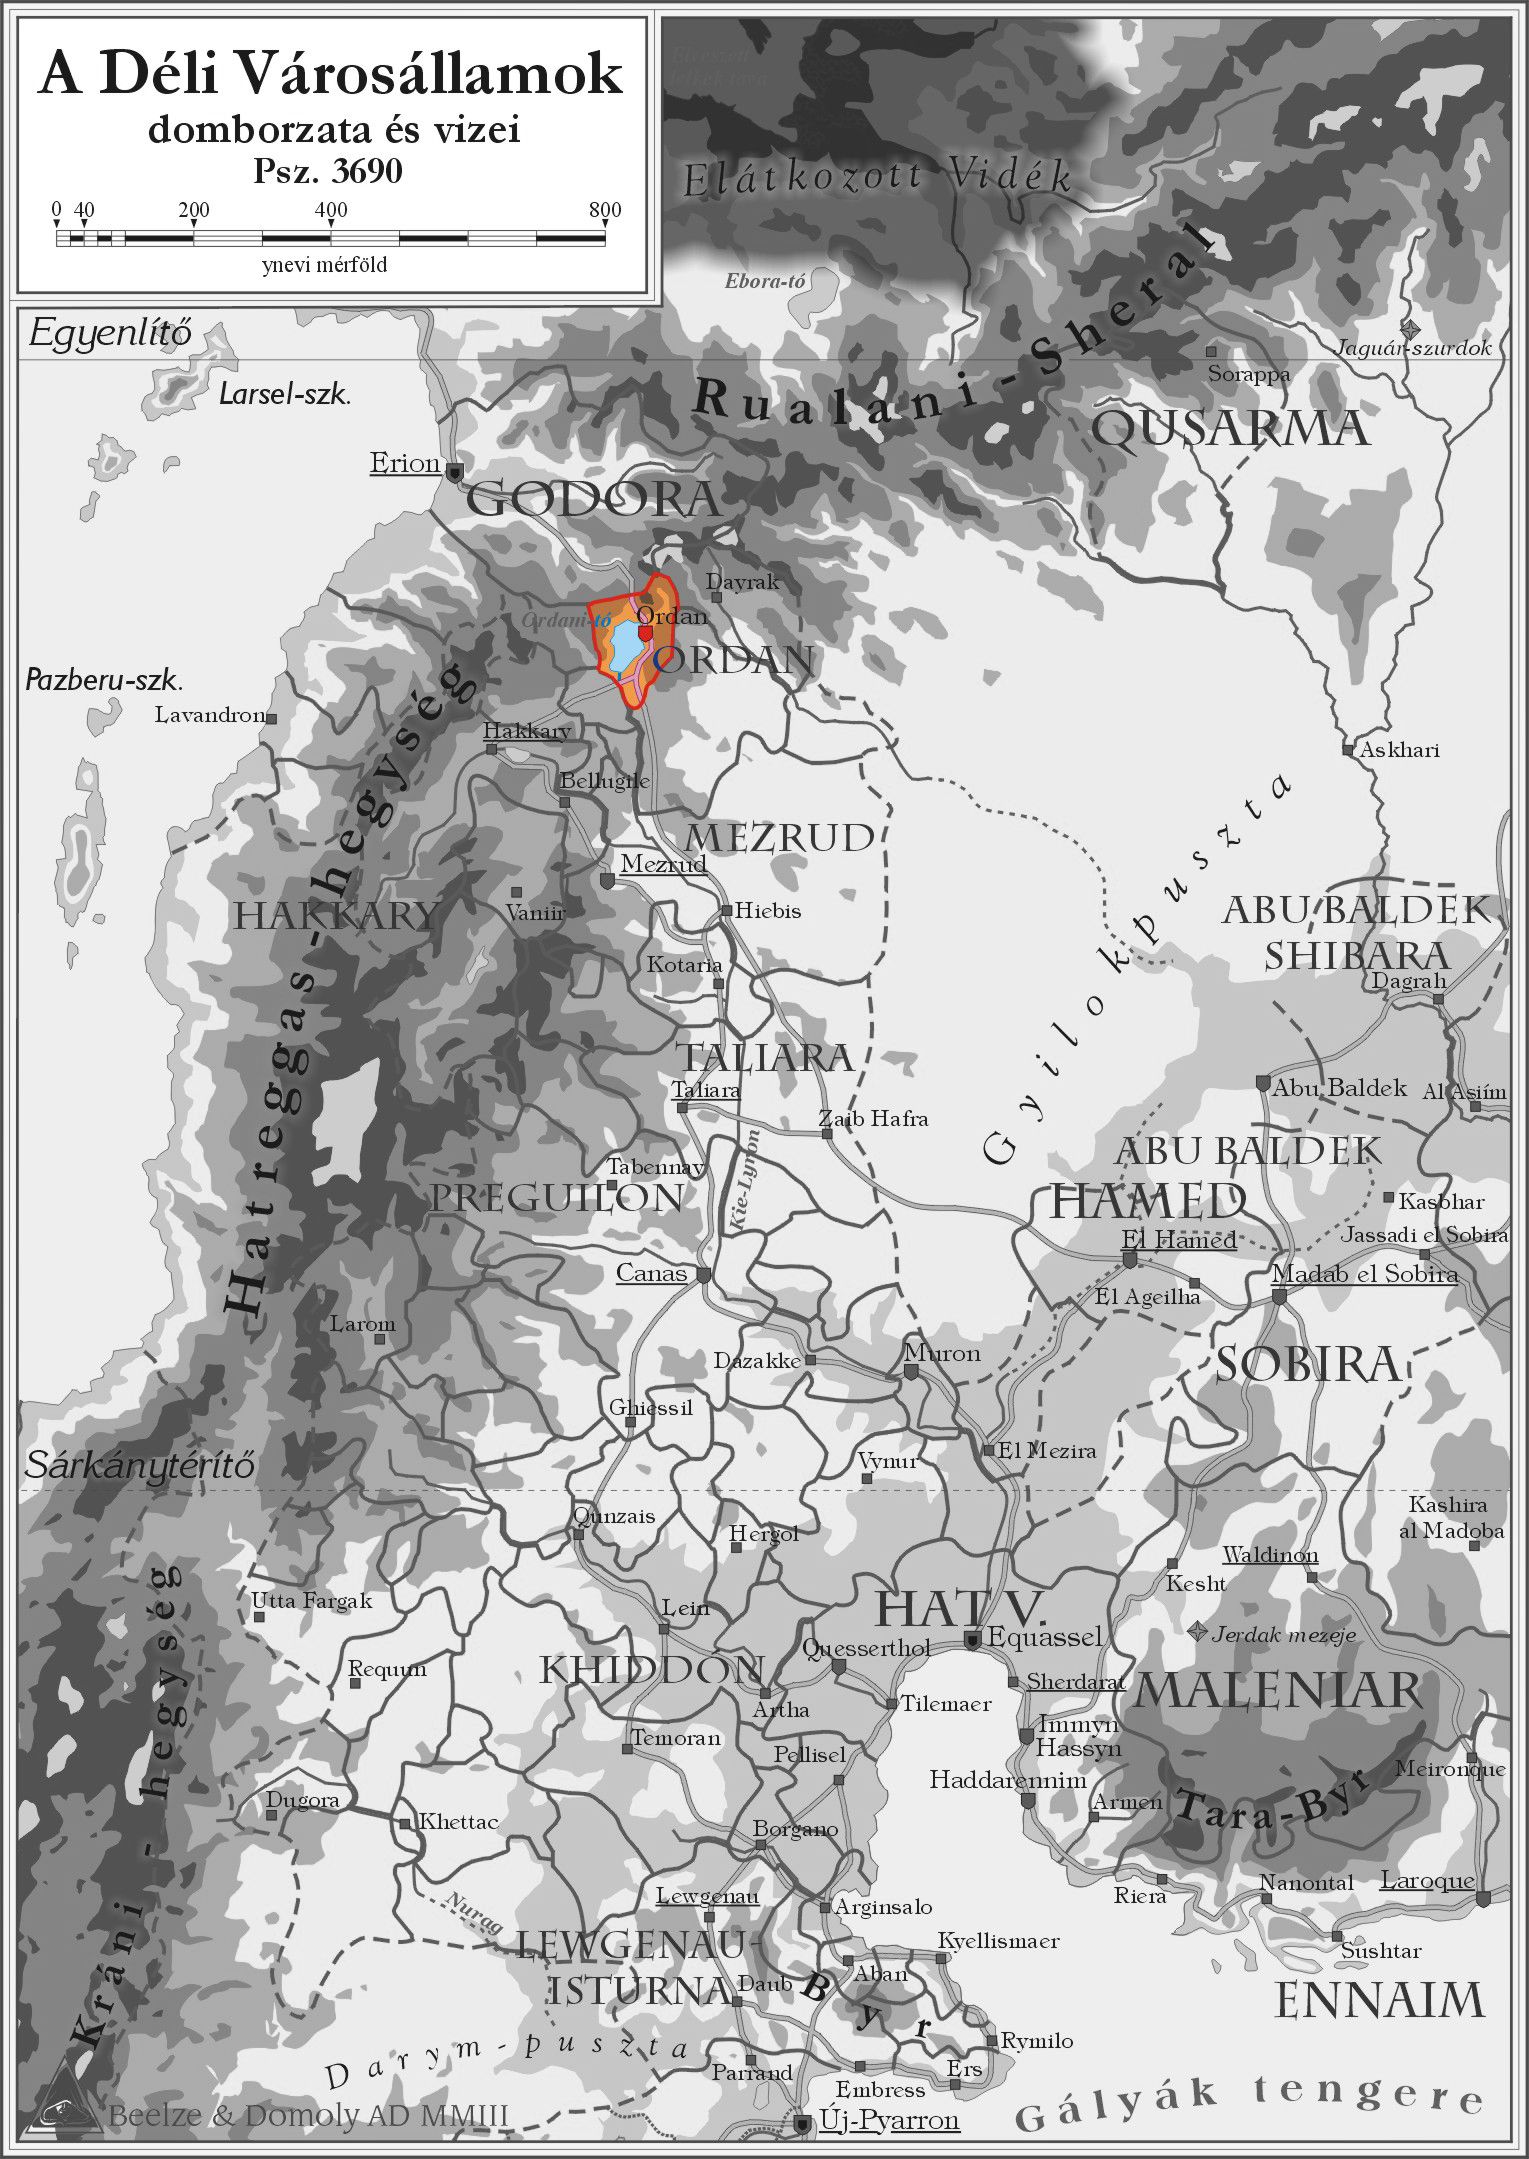 A Déli Városállamok
domborzata és vizei
Psz. 3690
0 40 200 400 800
ynevi mérföld
Elátkozott Vidék
Ebora-tó
Egyenlítő
Larsel-szk.
Rualani-Sheral
Jaguár-szurdok
Sorappa
QUSARMA
Erion
GODORA
Dayrak
Ordani-tó
Ordan
ORDAN
Pazberu-szk.
Lavandron
Hakkary
Askhari
Bellugile
MEZRUD
Mezrud
Hatreggas-hegység
HAKKARY
Vaniir
Hiebis
Gyilokpuszta
ABU BALDEK
SHIBARA
Kotaria
Dagrah
TALIARA
Taliara
Abu Baldek
Al Asiím
Zaib Hafra
Kie-Lyron
ABU BALDEK
HAMED
Tabennay
PREGUILON
Kasbhar
El Hamed
Jassadi el Sobira
Canas
Madab el Sobira
El Ageilha
Larom
Dazakke
Muron
SOBIRA
Ghiessil
Sárkánytérítő
Vynur
El Mezira
Qunzais
Hergol
Kashira
al Madoba
Waldinon
Kesht
Utta Fargak
Lein
HAT.V.
Quesserthol
Equassel
Jerdak mezeje
Requun
KHIDDON
Sherdarat
MALENIAR
Artha
Tilemaer
Immyn
Hassyn
Temoran
Pellisel
Haddarennim
Meironque
Dugora
Khettac
Armen
Tara-Byr
Borgano
Kráni-hegység
Nurag
Lewgenau
Arginsalo
Riera
Nanontal
Laroque
LEWGENAU-
ISTURNA
Kyellismaer
Sushtar
Aban
Daub
Byr
ENNAIM
Darym-puszta
Rymilo
Parrand
Ers
Embress
Gályák tengere
Beelze & Domoly AD MMIII
Új-Pyarron